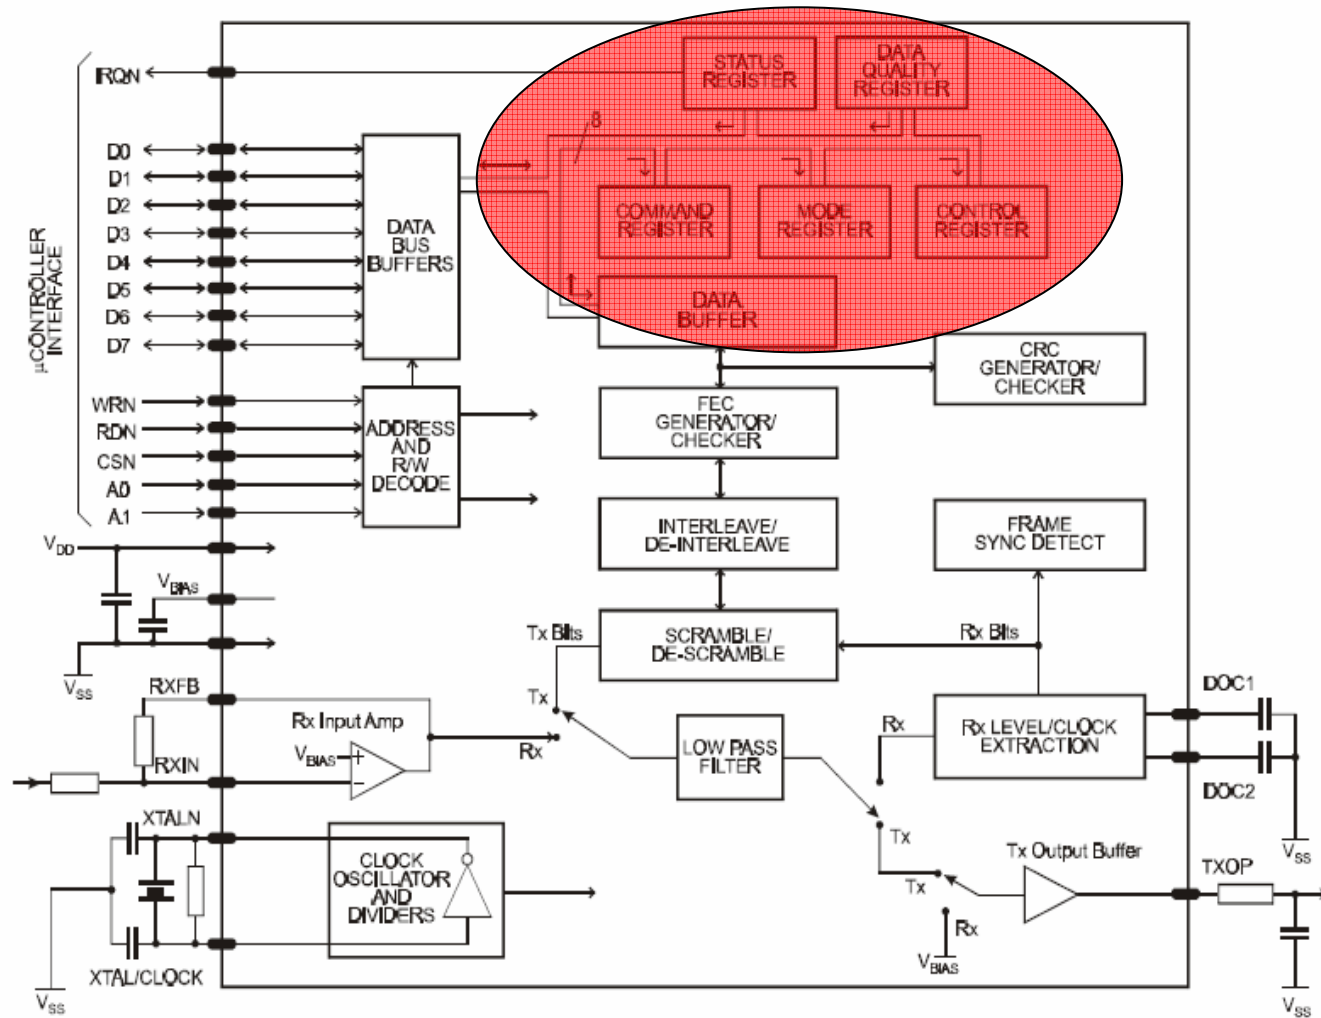 IRQN
D0
D1
D2
D3
D4
D5
D6
D7
µCONTROLLER
INTERFACE
WRN
RDN
CSN
A0
A1
DATA
BUS
BUFFERS
ADDRESS
AND
R/W
DECODE
STATUS
REGISTER
DATA
QUALITY
REGISTER
8
COMMAND
REGISTER
MODE
REGISTER
CONTROL
REGISTER
DATA
BUFFER
CRC
GENERATOR/
CHECKER
FEC
GENERATOR/
CHECKER
INTERLEAVE/
DE-INTERLEAVE
FRAME
SYNC DETECT
SCRAMBLE/
DE-SCRAMBLE
Tx Bits
Rx Bits
VDD
VBIAS
VSS
RXFB
RXIN
Rx Input Amp
VBIAS
+
−
Tx
Rx
LOW PASS
FILTER
Rx
Tx
Rx LEVEL/CLOCK
EXTRACTION
DOC1
DOC2
VSS
XTALN
XTAL/CLOCK
VSS
CLOCK
OSCILLATOR
AND
DIVIDERS
Tx
Rx
VBIAS
Tx Output Buffer
TXOP
VSS